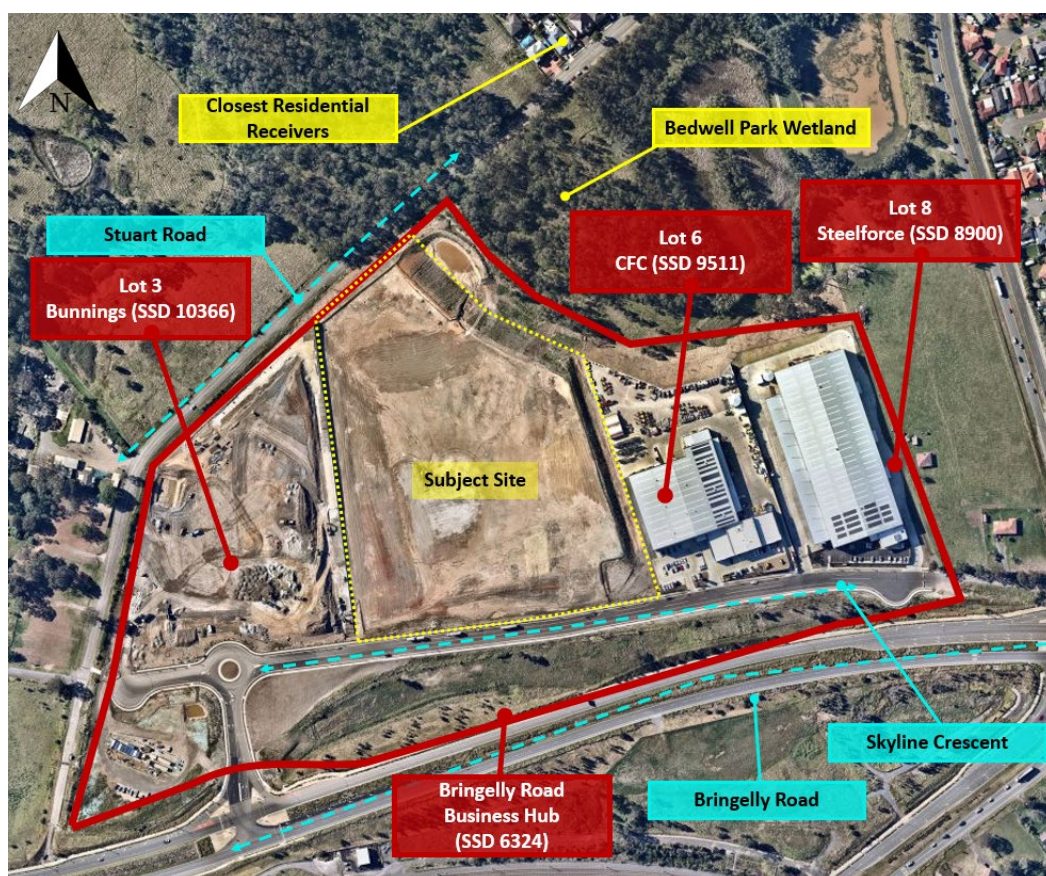 N
Closest Residential
Receivers
Bedwell Park Wetland
Lot 8
Steelforce (SSD 8900)
Lot 6
CFC (SSD 9511)
Stuart Road
Lot 3
Bunnings (SSD 10366)
Subject Site
Skyline Crescent
Bringelly Road
Business Hub
(SSD 6324)
Bringelly Road